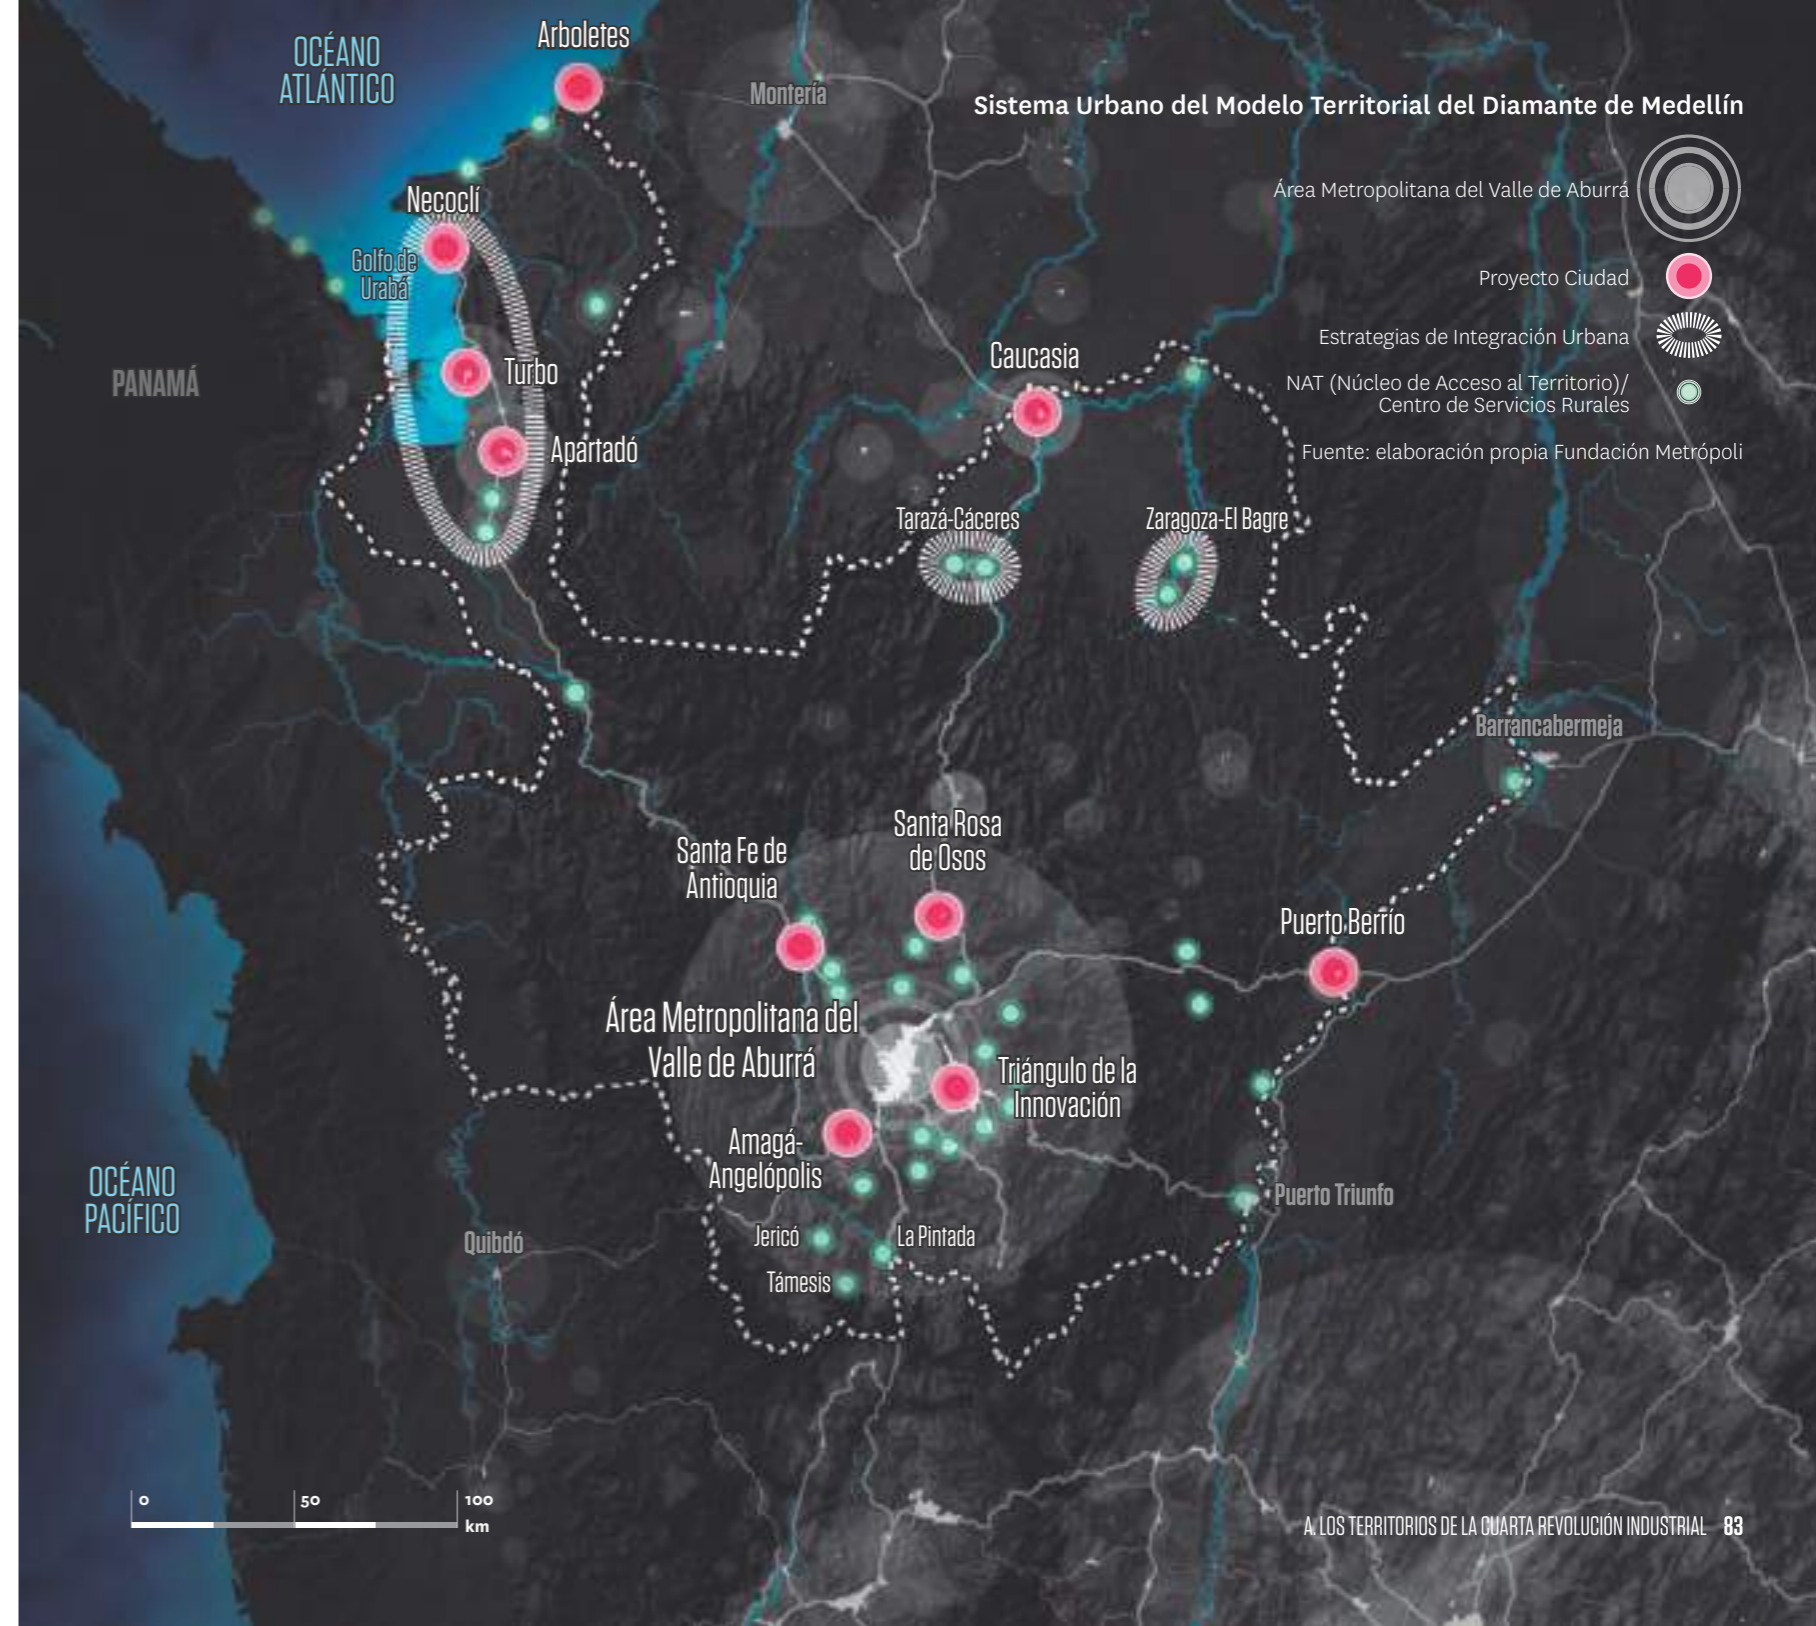 Arboletes
OCÉANO
ATLÁNTICO
Montería
Sistema Urbano del Modelo Territorial del Diamante de Medellín
Área Metropolitana del Valle de Aburrá
Necoclí
Golfo de
Urabá
Proyecto Ciudad
Estrategias de Integración Urbana
Caucasia
PANAMÁ
Turbo
NAT (Núcleo de Acceso al Territorio)/
Centro de Servicios Rurales
Apartadó
Fuente: elaboración propia Fundación Metrópoli
Tarazá-Cáceres
Zaragoza-El Bagre
Barrancabermeja
Santa Rosa
de Osos
Santa Fe de
Antioquia
Puerto Berrío
Área Metropolitana del
Valle de Aburrá
Triángulo de la
Innovación
Amagá-
Angelópolis
OCÉANO
PACÍFICO
Puerto Triunfo
Quibdó
Jericó
La Pintada
Támesis
0 50 100
km
A. LOS TERRITORIOS DE LA CUARTA REVOLUCIÓN INDUSTRIAL 83